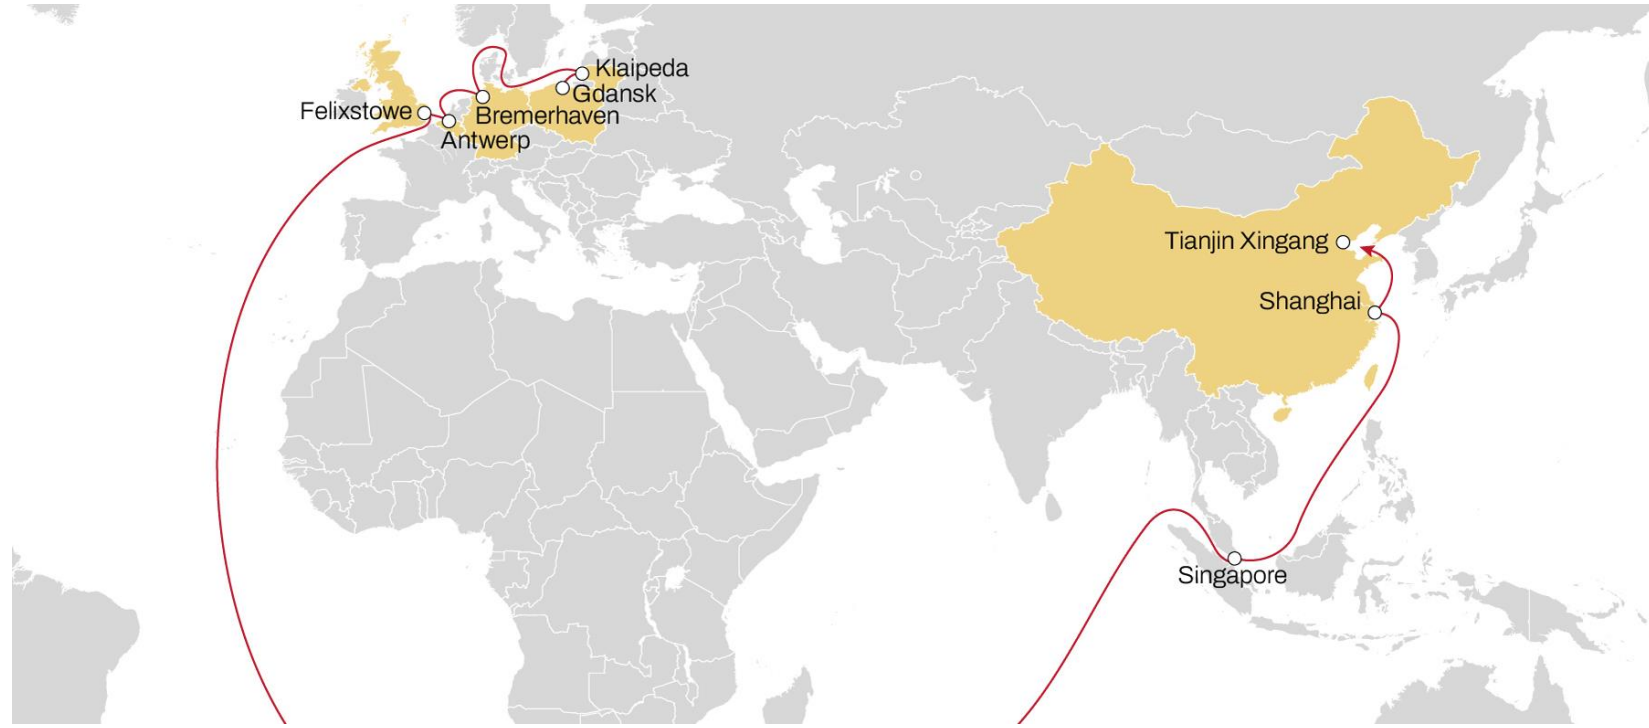 Klaipeda
Gdansk
Felixstowe
Bremerhaven
Antwerp
Tianjin Xingang
Shanghai
Singapore